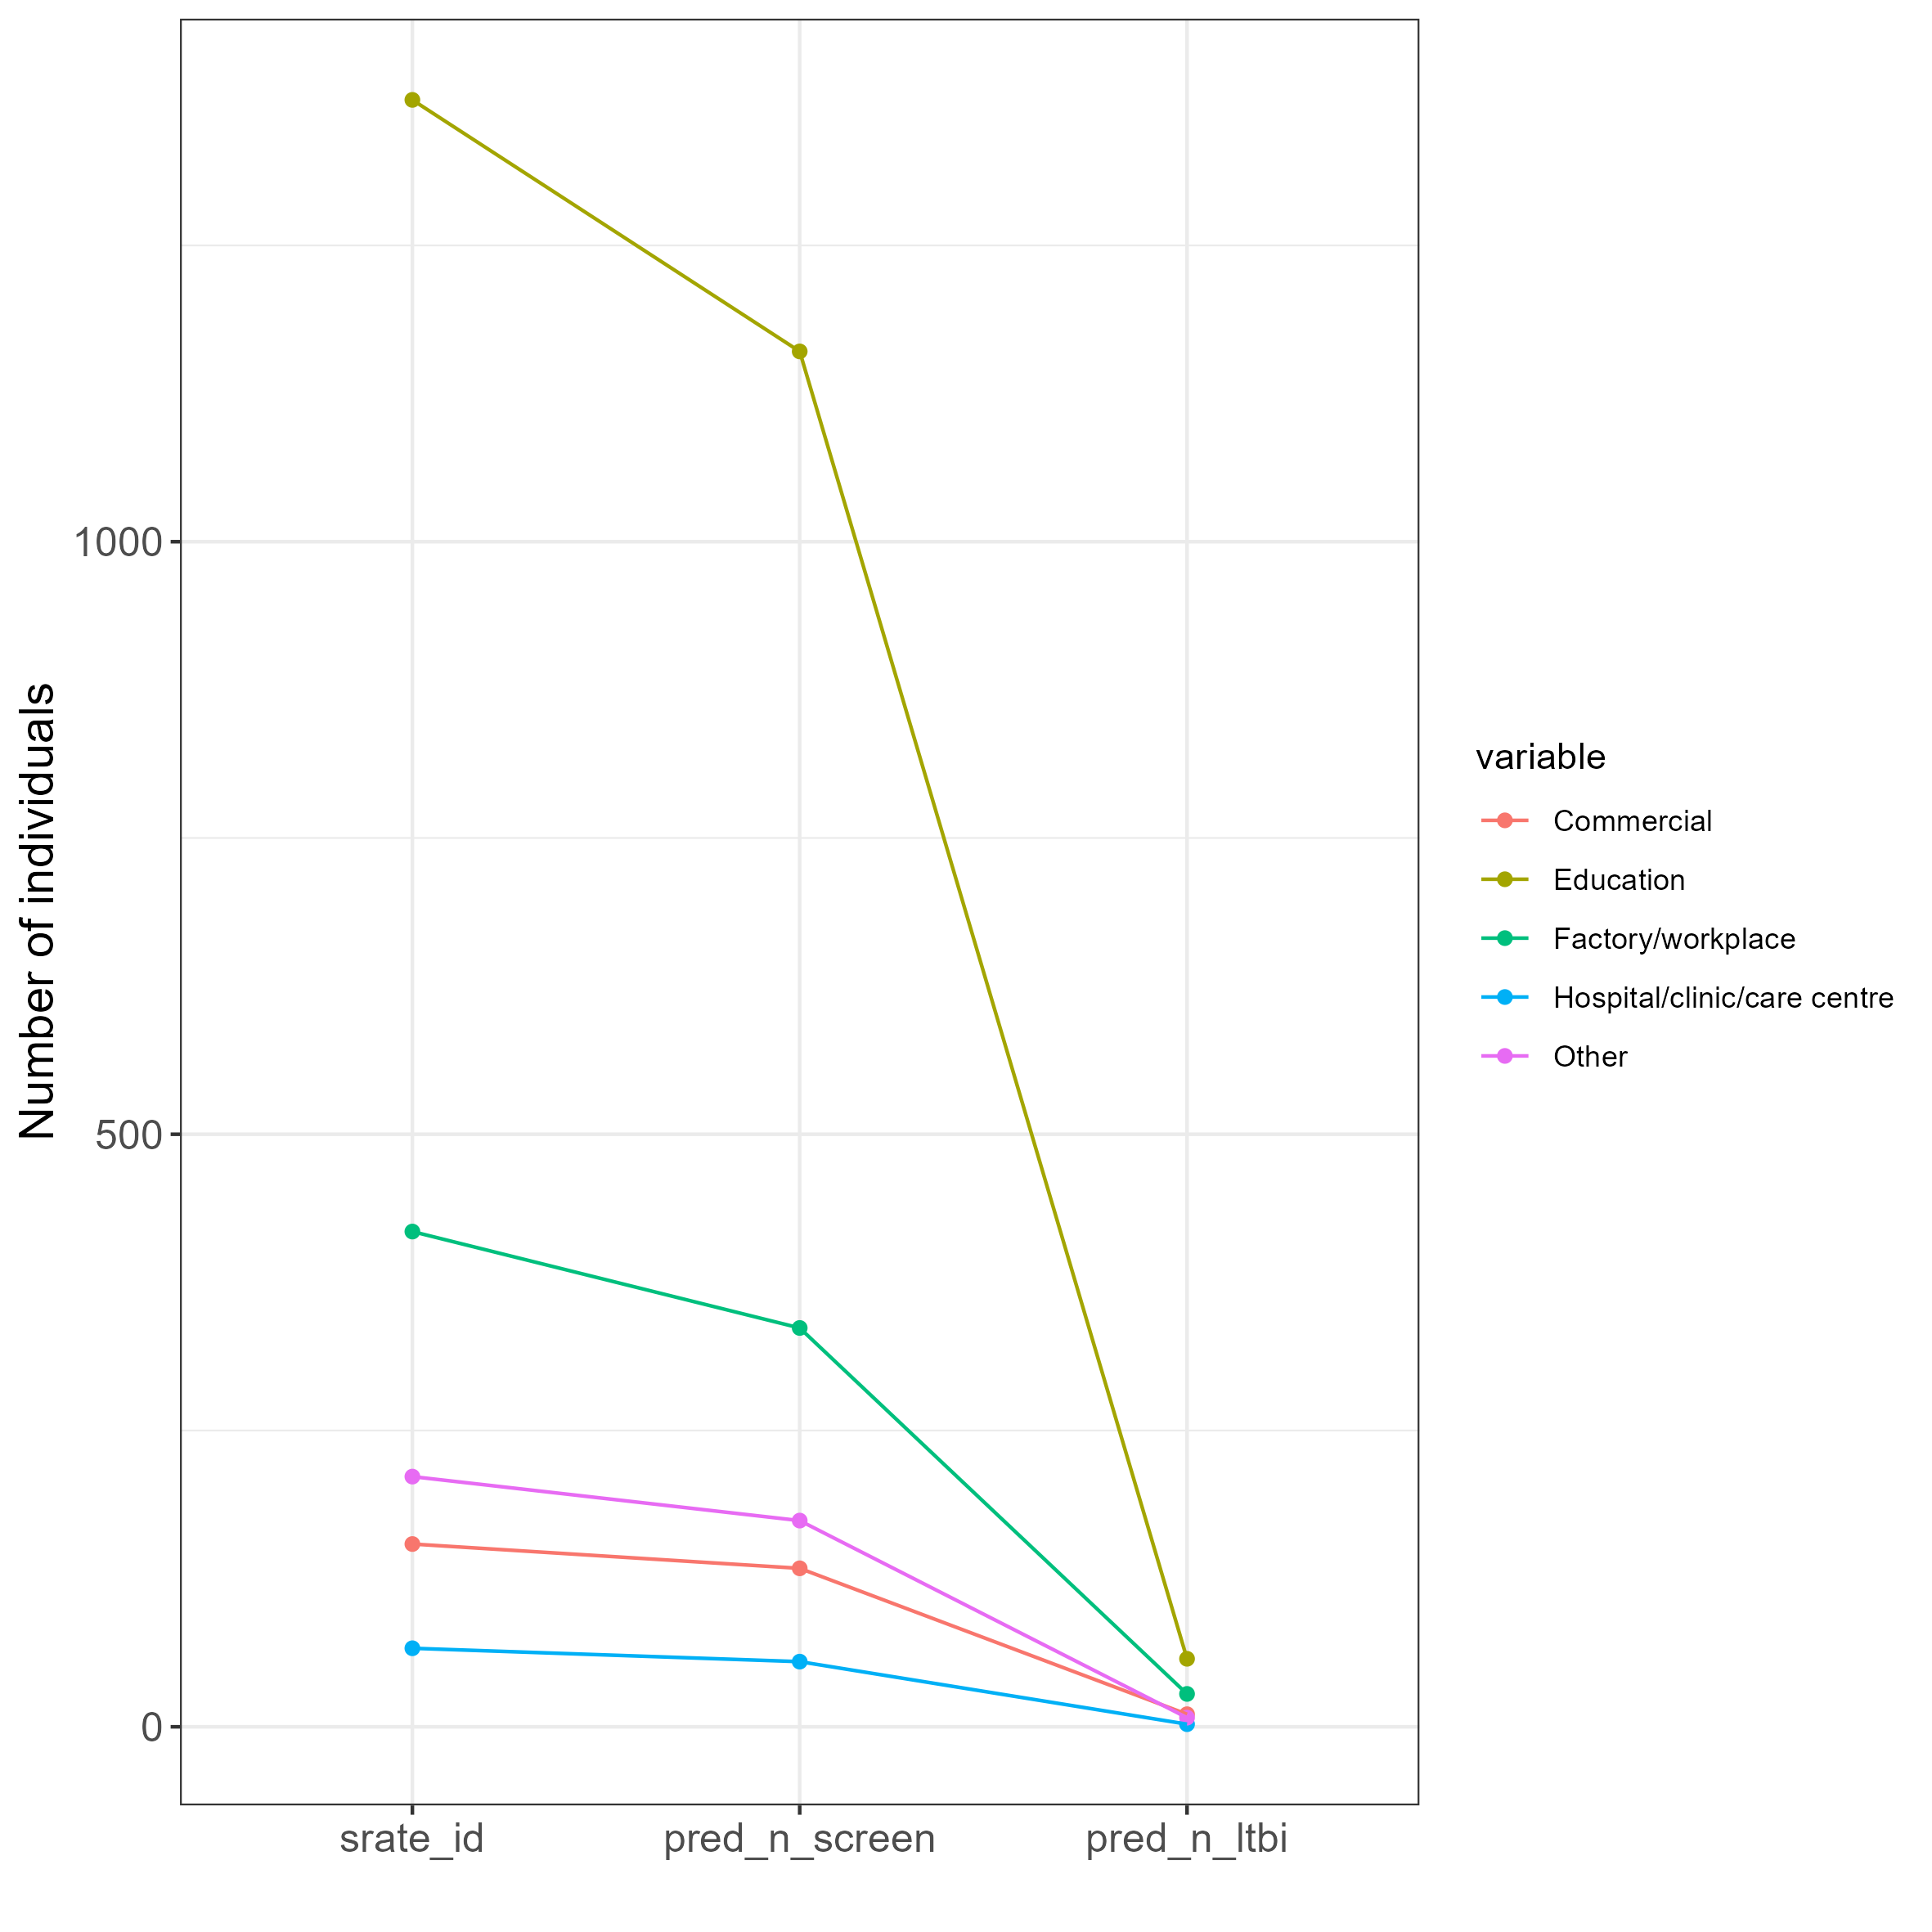 Number of individuals
1000
500
0
srate_id
pred_n_screen
pred_n_ltbi
variable
Commercial
Education
Factory/workplace
Hospital/clinic/care centre
Other